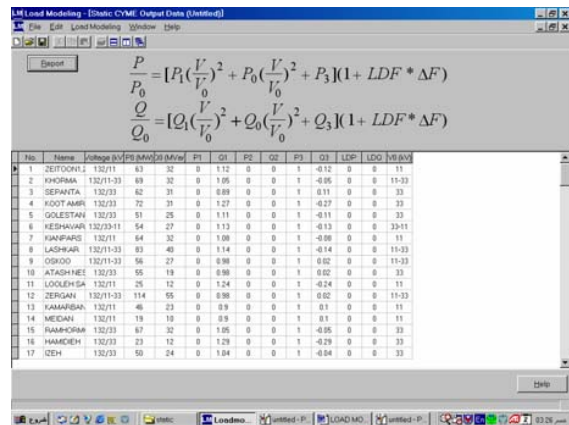 Load Modeling - [Static CYME Output Data (Untitled)]
File Edit Load Modeling Window Help
Report
P/P0 = [P1(V/V0)^2 + P0(V/V0)^2 + P3](1 + LDF * ΔF)
Q/Q0 = [Q1(V/V0)^2 + Q0(V/V0)^2 + Q3](1 + LDF * ΔF)
No. Name Voltage (kV) P0 (MW) Q0 (MVar) P1 Q1 P2 Q2 P3 Q3 LDP LDQ V0 (kV)
1 ZEITOON1,2 132/11 63 32 0 1.12 0 0 1 -0.12 0 0 11
2 KHORMA 132/11-33 69 32 0 1.05 0 0 1 -0.05 0 0 11-33
3 SEPANTA 132/33 62 31 0 0.89 0 0 1 0.11 0 0 33
4 KOOT AMIR 132/33 72 31 0 1.27 0 0 1 -0.27 0 0 33
5 GOLESTAN 132/33 51 25 0 1.11 0 0 1 -0.11 0 0 33
6 KESHAVAR 132/33-11 54 27 0 1.13 0 0 1 -0.13 0 0 33-11
7 KIANPARS 132/11 64 32 0 1.08 0 0 1 -0.08 0 0 11
8 LASHKAR 132/11-33 83 40 0 1.14 0 0 1 -0.14 0 0 11-33
9 OSKOO 132/11-33 56 27 0 0.98 0 0 1 0.02 0 0 11-33
10 ATASH NES 132/33 55 19 0 0.98 0 0 1 0.02 0 0 33
11 LOOLEH SA 132/11 25 12 0 1.24 0 0 1 -0.24 0 0 11
12 ZERGAN 132/11-33 114 55 0 0.98 0 0 1 0.02 0 0 11-33
13 KAMARBAN 132/11 46 23 0 0.9 0 0 1 0.1 0 0 11
14 MEIDAN 132/11 19 10 0 0.9 0 0 1 0.1 0 0 11
15 RAMHORM 132/33 67 32 0 1.05 0 0 1 -0.05 0 0 33
16 HAMIDIEH 132/33 23 12 0 1.29 0 0 1 -0.29 0 0 33
17 IZEH 132/33 50 24 0 1.04 0 0 1 -0.04 0 0 33
Help
static Loadmo... untitled - P... LOAD MO... untitled - P... En 03:26